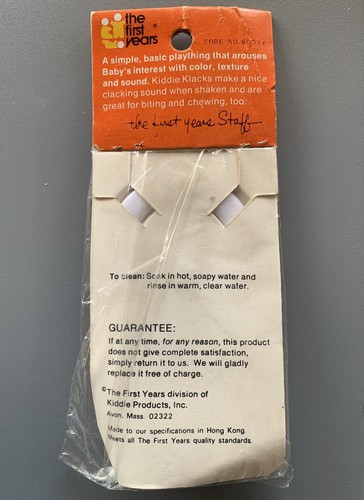 the
first
years
CODE NO.
A simple, basic plaything that arouses
Baby's interest with color, texture
and sound. Kiddie Klacks make a nice
clacking sound when shaken and are
great for biting and chewing, too.
the first years Staff
To clean: Soak in hot, soapy water and
rinse in warm, clear water.
GUARANTEE:
If at any time, for any reason, this product
does not give complete satisfaction,
simply return it to us. We will gladly
replace it free of charge.
©The First Years division of
Kiddie Products, Inc.
Avon, Mass. 02322
Made to our specifications in Hong Kong.
Meets all The First Years quality standards.